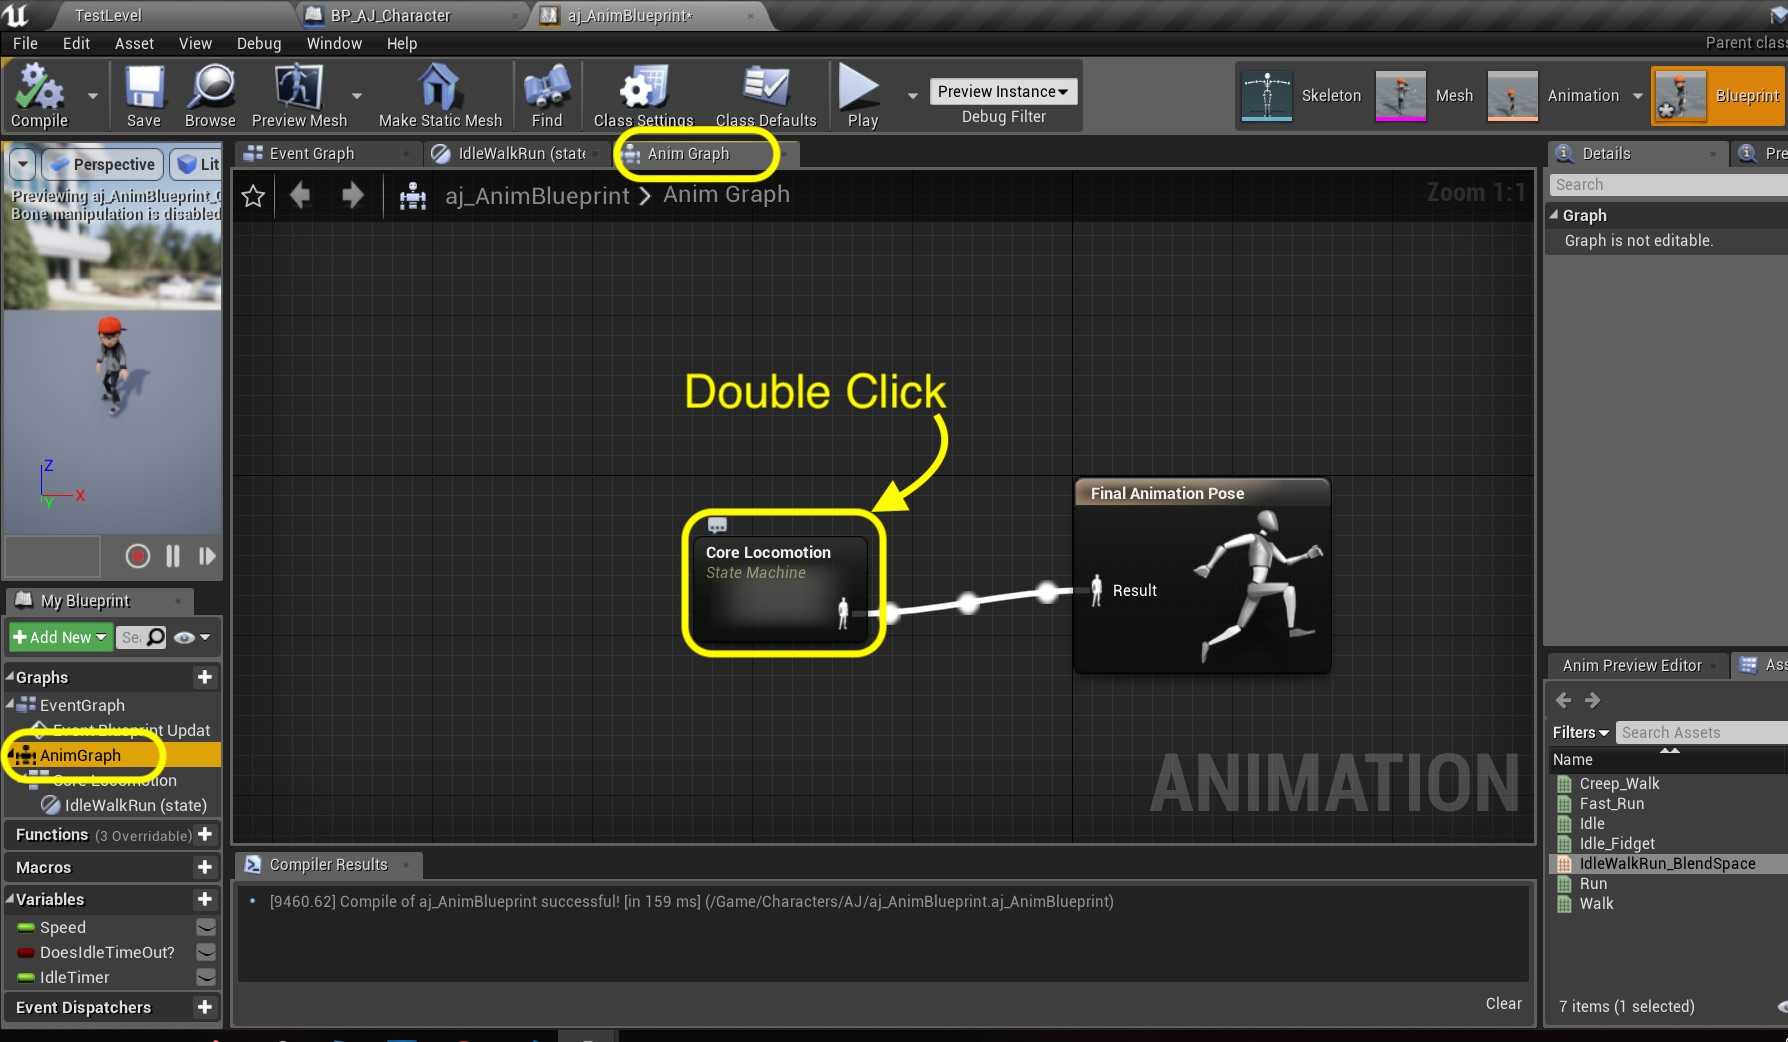 TestLevel
BP_AJ_Character
aj_AnimBlueprint*
File Edit Asset View Debug Window Help
Parent clas
Compile
Save
Browse
Preview Mesh
Make Static Mesh
Find
Class Settings
Class Defaults
Play
Preview Instance
Debug Filter
Skeleton
Mesh
Animation
Blueprint
Perspective
Lit
Previewing aj_AnimBlueprint_C
Bone manipulation is disabled
Z
X
Y
Event Graph
IdleWalkRun (state
Anim Graph
aj_AnimBlueprint > Anim Graph
Zoom 1:1
Double Click
Core Locomotion
State Machine
Final Animation Pose
Result
ANIMATION
My Blueprint
Add New
Se
Graphs
EventGraph
Event Blueprint Updat
AnimGraph
Core Locomotion
IdleWalkRun (state)
Functions (3 Overridable)
Macros
Variables
Speed
DoesIdleTimeOut?
IdleTimer
Event Dispatchers
Compiler Results
[9460.62] Compile of aj_AnimBlueprint successful! [in 159 ms] (/Game/Characters/AJ/aj_AnimBlueprint.aj_AnimBlueprint)
Clear
Details
Pre
Search
Graph
Graph is not editable.
Anim Preview Editor
Ass
Filters
Search Assets
Name
Creep_Walk
Fast_Run
Idle
Idle_Fidget
IdleWalkRun_BlendSpace
Run
Walk
7 items (1 selected)